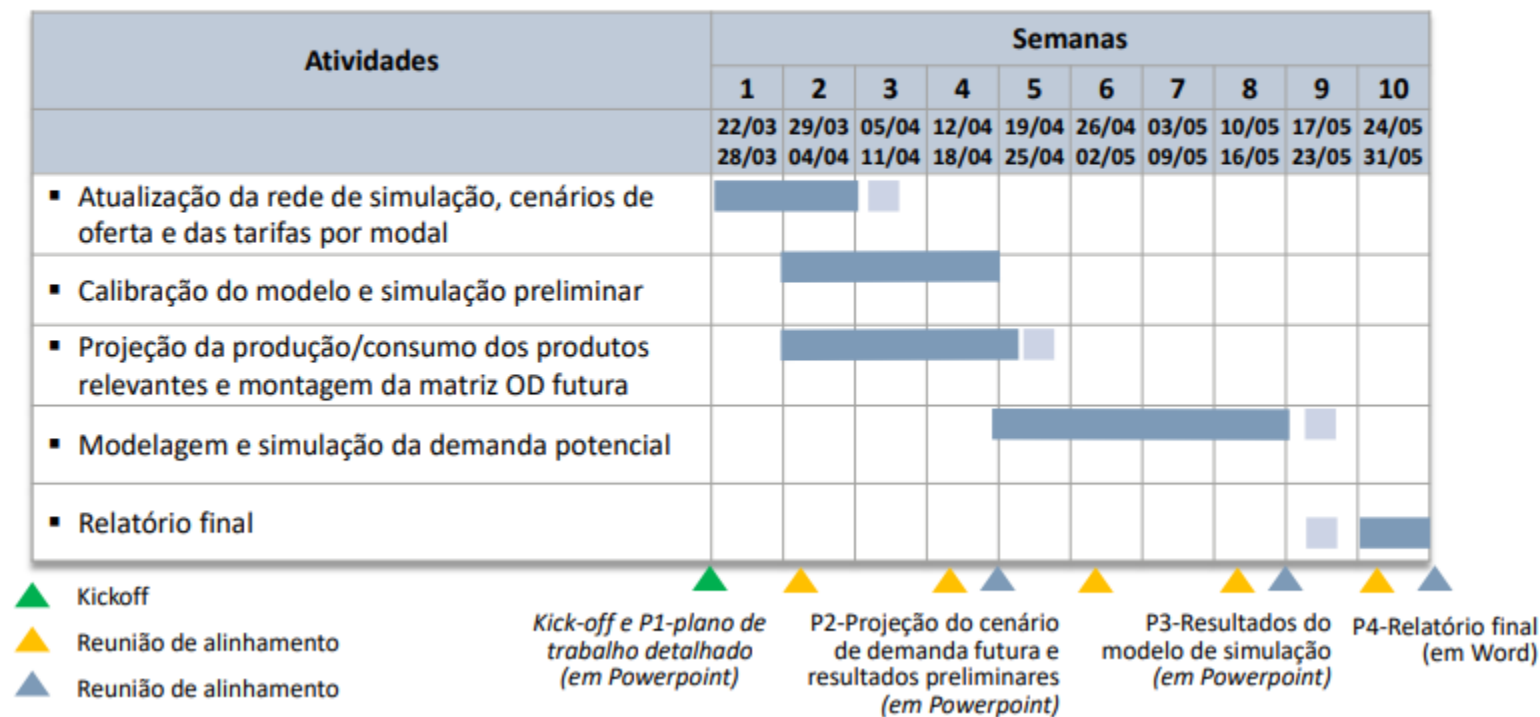 Atividades
Semanas
1 2 3 4 5 6 7 8 9 10
22/03 29/03 05/04 12/04 19/04 26/04 03/05 10/05 17/05 24/05
28/03 04/04 11/04 18/04 25/04 02/05 09/05 16/05 23/05 31/05
▪ Atualização da rede de simulação, cenários de
oferta e das tarifas por modal
▪ Calibração do modelo e simulação preliminar
▪ Projeção da produção/consumo dos produtos
relevantes e montagem da matriz OD futura
▪ Modelagem e simulação da demanda potencial
▪ Relatório final
Kickoff
Reunião de alinhamento
Reunião de alinhamento
Kick-off e P1-plano de
trabalho detalhado
(em Powerpoint)
P2-Projeção do cenário
de demanda futura e
resultados preliminares
(em Powerpoint)
P3-Resultados do
modelo de simulação
(em Powerpoint)
P4-Relatório final
(em Word)